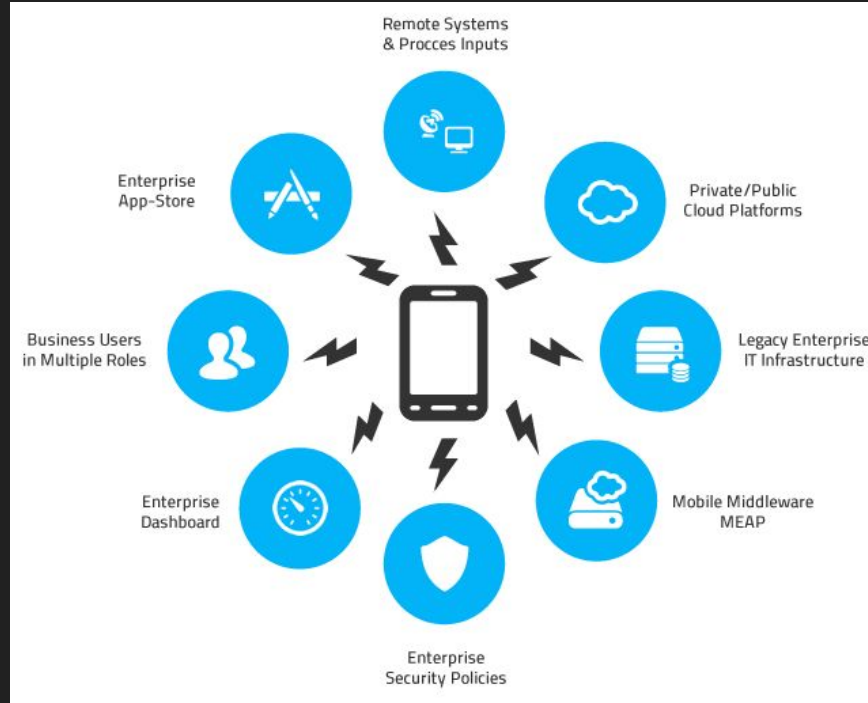 Remote Systems
& Procces Inputs
Enterprise
App-Store
Private/Public
Cloud Platforms
Business Users
in Multiple Roles
Legacy Enterprise
IT Infrastructure
Enterprise
Dashboard
Mobile Middleware
MEAP
Enterprise
Security Policies